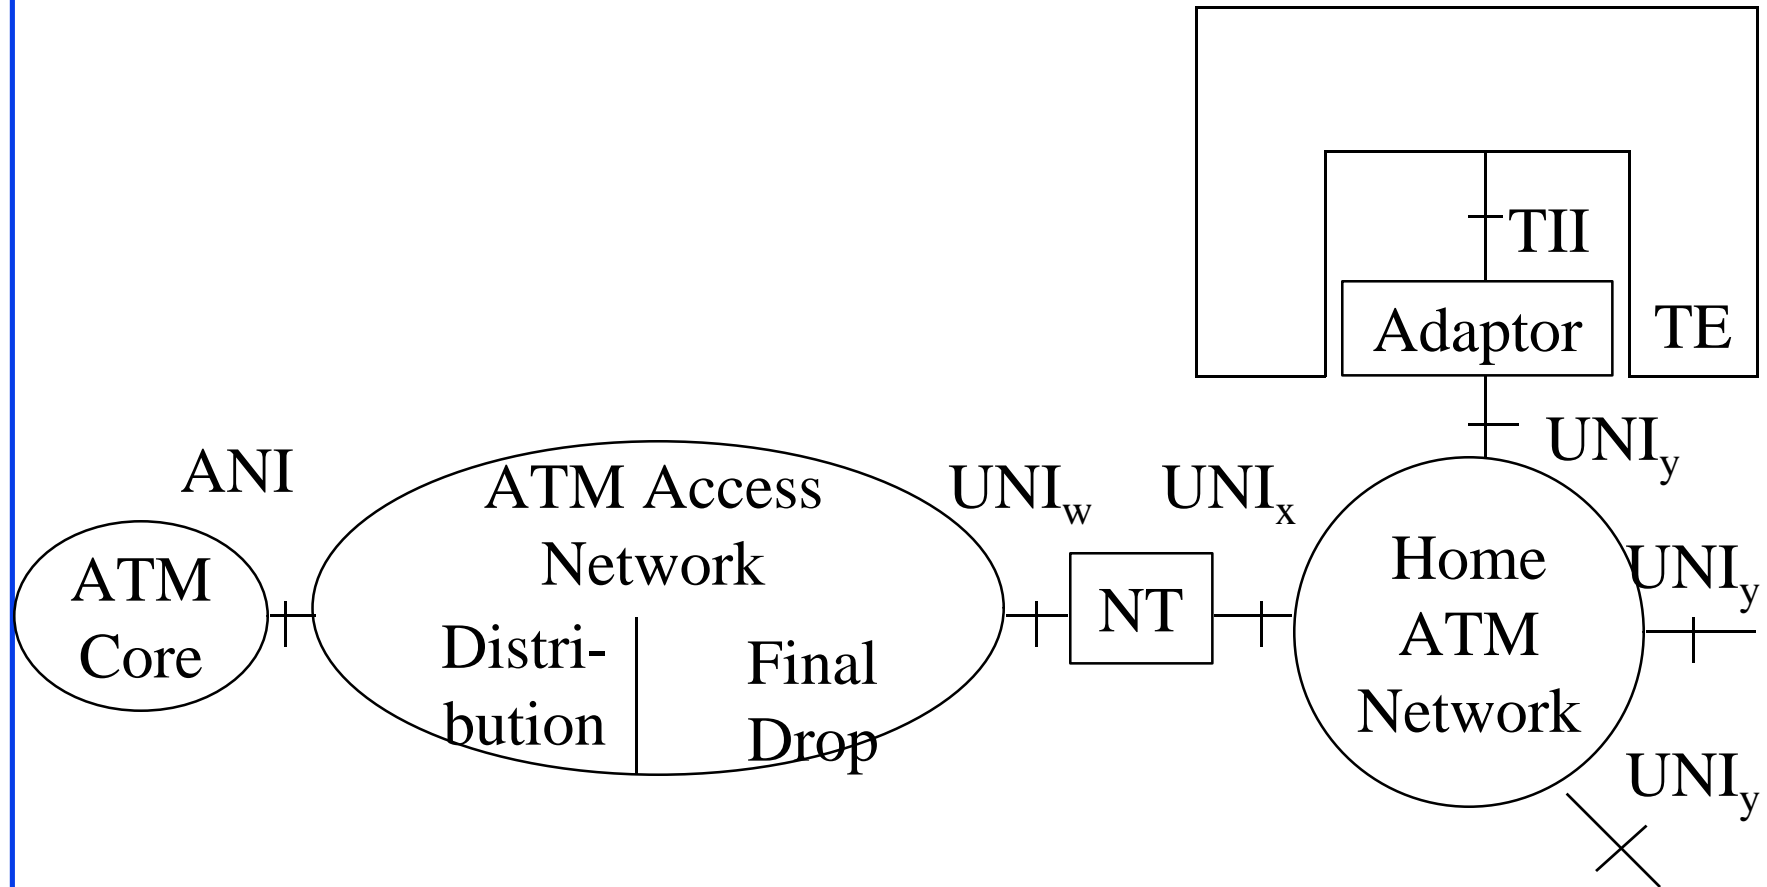 TII
Adaptor
TE
UNIy
ANI
ATM Access
Network
Distri-
bution
Final
Drop
UNIw
UNIx
ATM
Core
NT
Home
ATM
Network
UNIy
UNIy